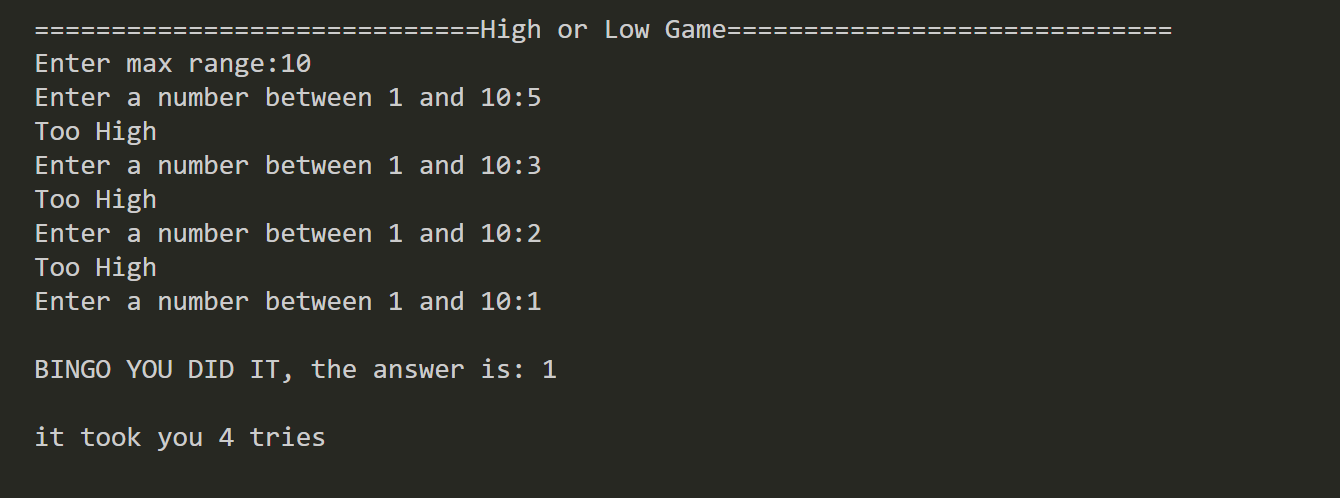 =============================High or Low Game=============================
Enter max range:10
Enter a number between 1 and 10:5
Too High
Enter a number between 1 and 10:3
Too High
Enter a number between 1 and 10:2
Too High
Enter a number between 1 and 10:1
BINGO YOU DID IT, the answer is: 1
it took you 4 tries